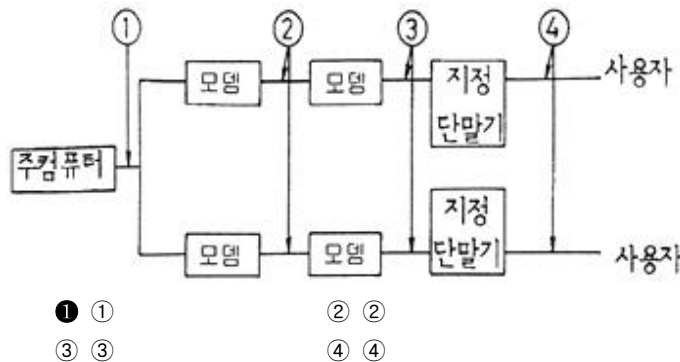 ① ② ③ ④
모뎀 모뎀 지정 단말기 사용자
주컴퓨터
모뎀 모뎀 지정 단말기 사용자
❶ ① ② ②
③ ③ ④ ④